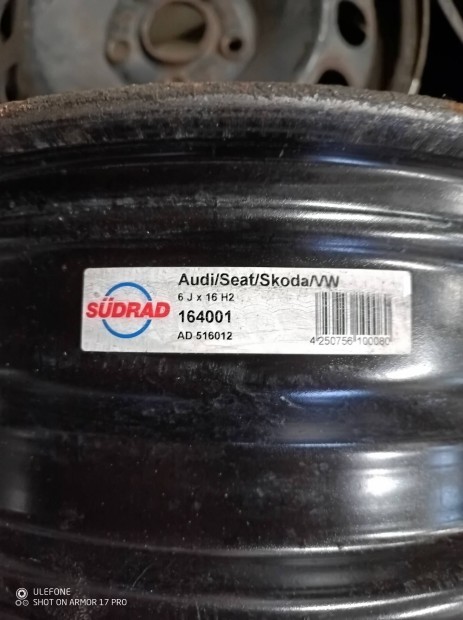 SÜDRAD
Audi/Seat/Skoda/VW
6 J x 16 H2
164001
AD 516012
4 250756 100080
ULEFONE
SHOT ON ARMOR 17 PRO